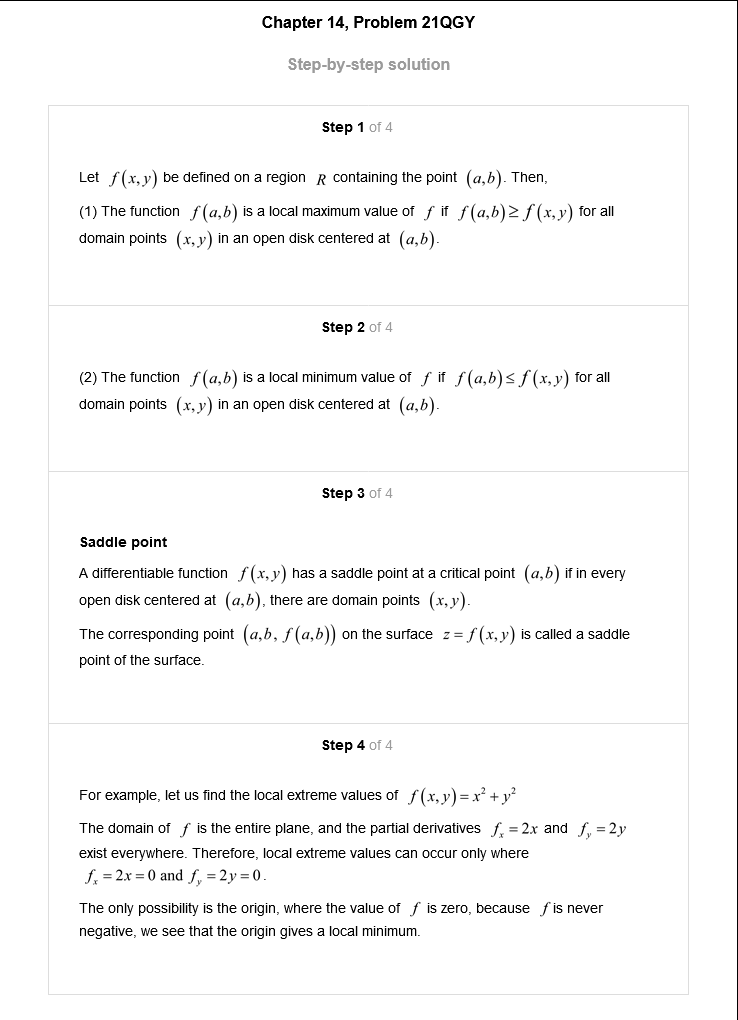 Chapter 14, Problem 21QGY
Step-by-step solution
Step 1 of 4
Let f(x,y) be defined on a region R containing the point (a,b). Then,
(1) The function f(a,b) is a local maximum value of f if f(a,b)≥f(x,y) for all
domain points (x,y) in an open disk centered at (a,b).
Step 2 of 4
(2) The function f(a,b) is a local minimum value of f if f(a,b)≤f(x,y) for all
domain points (x,y) in an open disk centered at (a,b).
Step 3 of 4
Saddle point
A differentiable function f(x,y) has a saddle point at a critical point (a,b) if in every
open disk centered at (a,b), there are domain points (x,y).
The corresponding point (a,b, f(a,b)) on the surface z=f(x,y) is called a saddle
point of the surface.
Step 4 of 4
For example, let us find the local extreme values of f(x,y)=x²+y²
The domain of f is the entire plane, and the partial derivatives fₓ=2x and f_y=2y
exist everywhere. Therefore, local extreme values can occur only where
fₓ=2x=0 and f_y=2y=0.
The only possibility is the origin, where the value of f is zero, because f is never
negative, we see that the origin gives a local minimum.